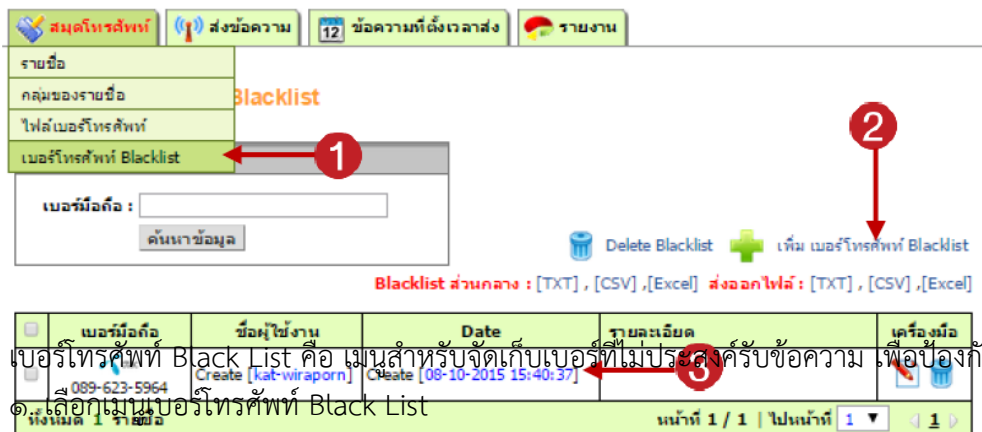 สมุดโทรศัพท์ ส่งข้อความ 12 ข้อความที่ตั้งเวลาส่ง รายงาน
รายชื่อ
กลุ่มของรายชื่อ
Blacklist
ไฟล์เบอร์โทรศัพท์
2
เบอร์โทรศัพท์ Blacklist 1
เบอร์มือถือ :
ค้นหาข้อมูล
Delete Blacklist เพิ่ม เบอร์โทรศัพท์ Blacklist
Blacklist ส่วนกลาง : [TXT] , [CSV] ,[Excel] ส่งออกไฟล์ : [TXT] , [CSV] ,[Excel]
เบอร์มือถือ ชื่อผู้ใช้งาน Date รายละเอียด เครื่องมือ
เบอร์โทรศัพท์ Black List คือ เมนูสำหรับจัดเก็บเบอร์ที่ไม่ประสงค์รับข้อความ เพื่อป้องกั
089-623-5964 Create [kat-wiraporn] Create [08-10-2015 15:40:37] 3
๑. เลือกเมนูเบอร์โทรศัพท์ Black List
ทั้งหมด 1 รายชื่อ หน้าที่ 1 / 1 | ไปหน้าที่ 1 1